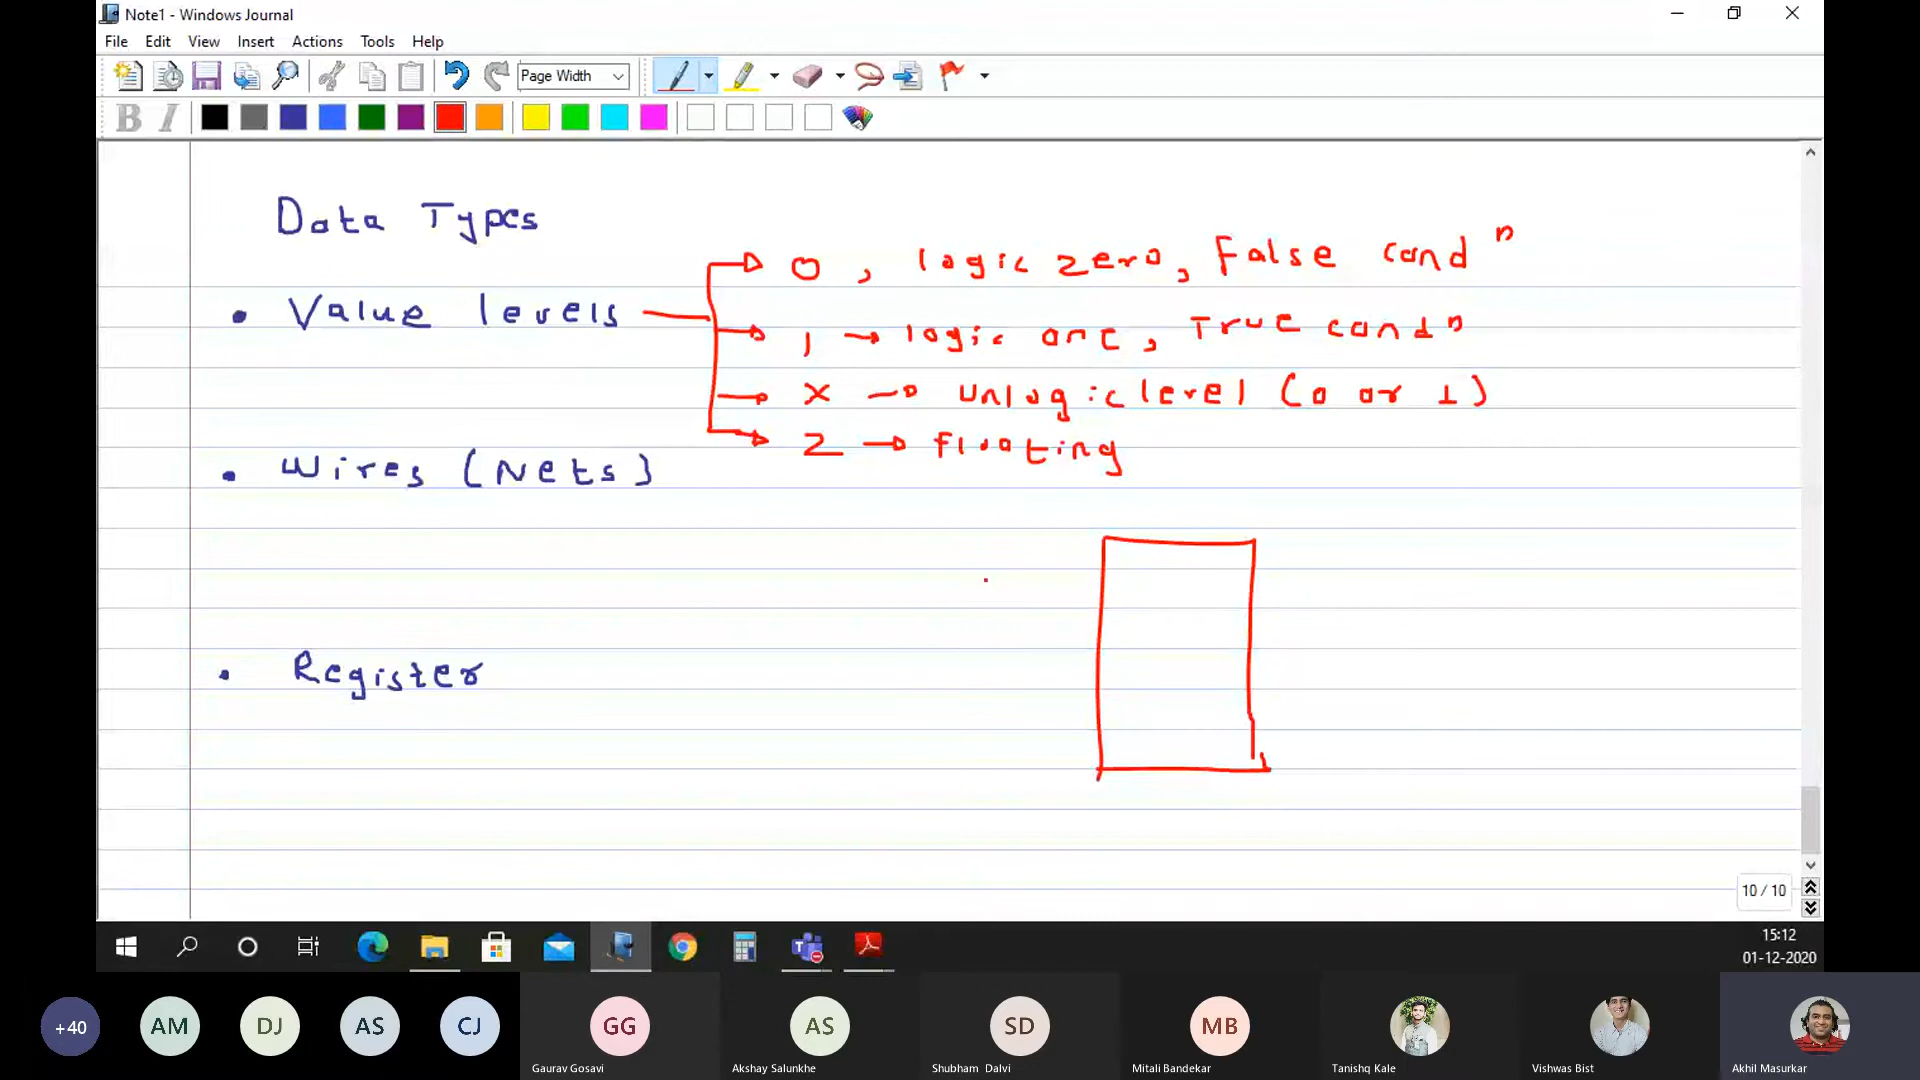 Note1 - Windows Journal
File Edit View Insert Actions Tools Help
Page Width
B I
Data Types
0 , logic zero, False cond n
• Value levels
1 → logic one, True cond n
X → unlogic level (0 or 1)
Z → floating
• Wires (Nets)
• Register
10 / 10
15:12
01-12-2020
+40 AM DJ AS CJ GG AS SD MB
Gaurav Gosavi Akshay Salunkhe Shubham Dalvi Mitali Bandekar Tanishq Kale Vishwas Bist Akhil Masurkar